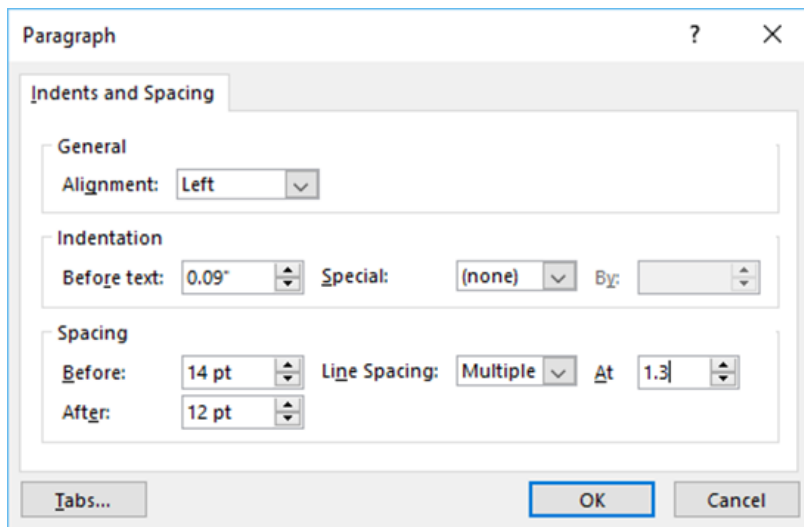 Paragraph ?
Indents and Spacing
General
Alignment: Left
Indentation
Before text: 0.09" Special: (none) By:
Spacing
Before: 14 pt Line Spacing: Multiple At 1.3
After: 12 pt
Tabs... OK Cancel